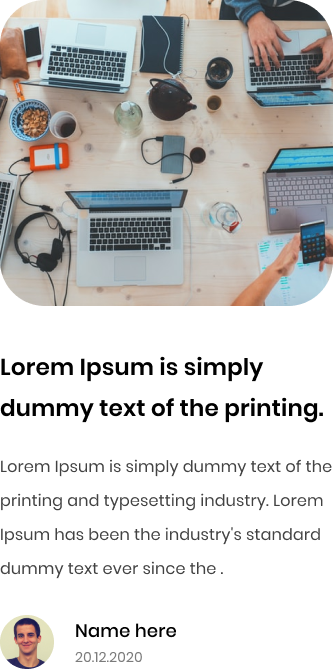 Lorem Ipsum is simply
dummy text of the printing.
Lorem Ipsum is simply dummy text of the
printing and typesetting industry. Lorem
Ipsum has been the industry's standard
dummy text ever since the .
Name here
20.12.2020